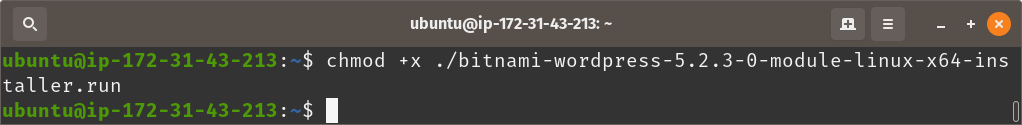 ubuntu@ip-172-31-43-213: ~
ubuntu@ip-172-31-43-213:~$ chmod +x ./bitnami-wordpress-5.2.3-0-module-linux-x64-ins
taller.run
ubuntu@ip-172-31-43-213:~$